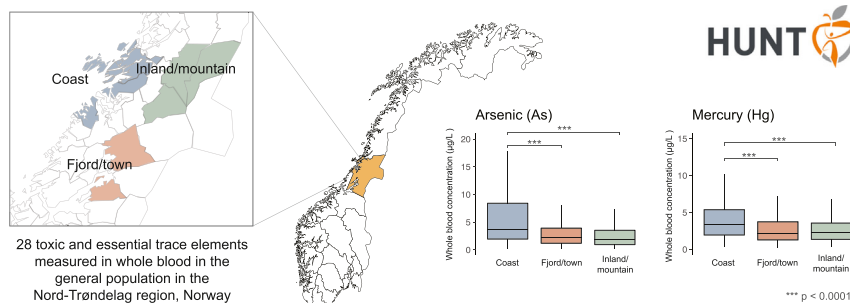 Coast
Inland/mountain
Fjord/town
28 toxic and essential trace elements
measured in whole blood in the
general population in the
Nord-Trøndelag region, Norway
HUNT
Arsenic (As)
Whole blood concentration (µg/L )
20
15
10
5
0
***
***
Coast
Fjord/town
Inland/
mountain
Mercury (Hg)
Whole blood concentration (µg/L )
15
10
5
0
***
***
Coast
Fjord/town
Inland/
mountain
*** p < 0.0001